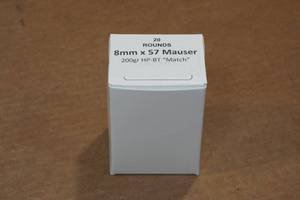 20
ROUNDS
8mm x 57 Mauser
200gr HP-BT "Match"